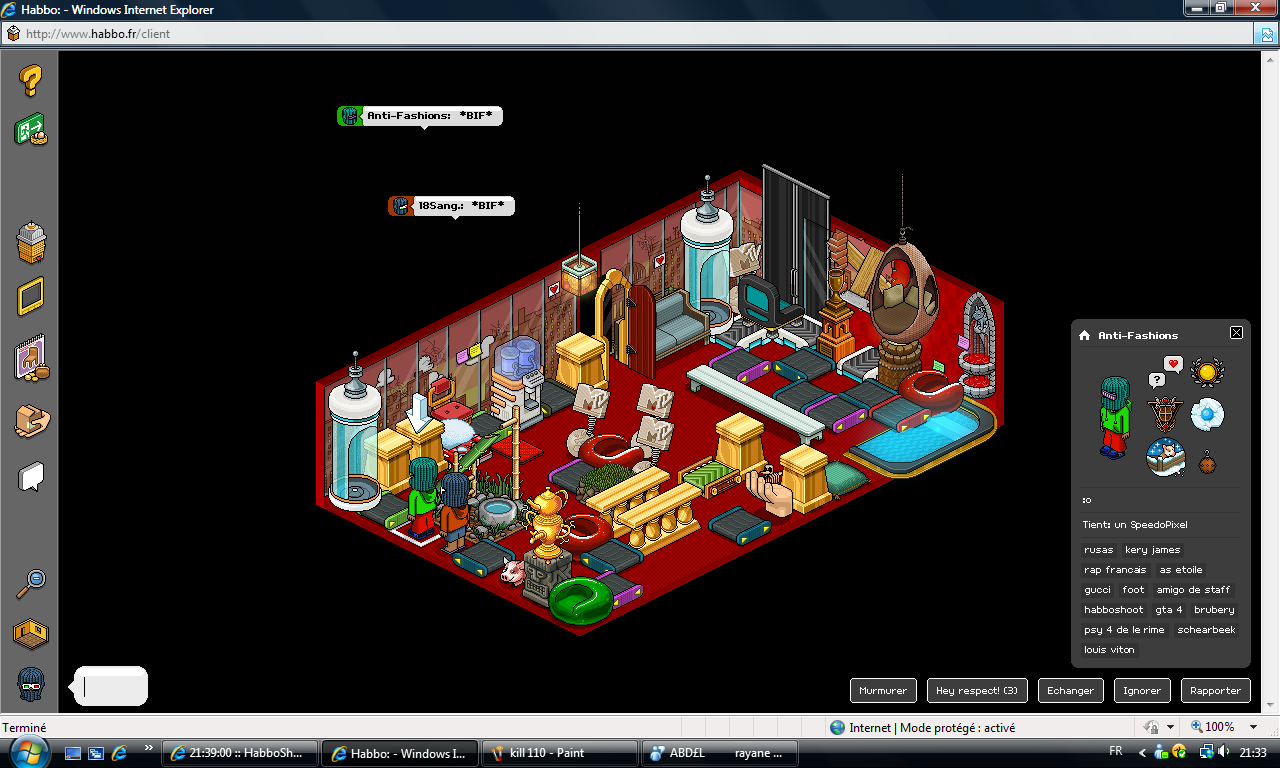 Habbo: - Windows Internet Explorer
http://www.habbo.fr/client
Anti-Fashions: *BIF*
18Sang.: *BIF*
Anti-Fashions
:o
Tient: un SpeedoPixel
rusas kery james
rap francais as etoile
gucci foot amigo de staff
habboshoot gta 4 brubery
psy 4 de le rime schearbeek
louis viton
Murmurer Hey respect! (3) Echanger Ignorer Rapporter
Terminé Internet | Mode protégé : activé 100%
21:39:00 :: HabboSh... Habbo: - Windows I... kill 110 - Paint ABD£L rayane ... FR 21:33